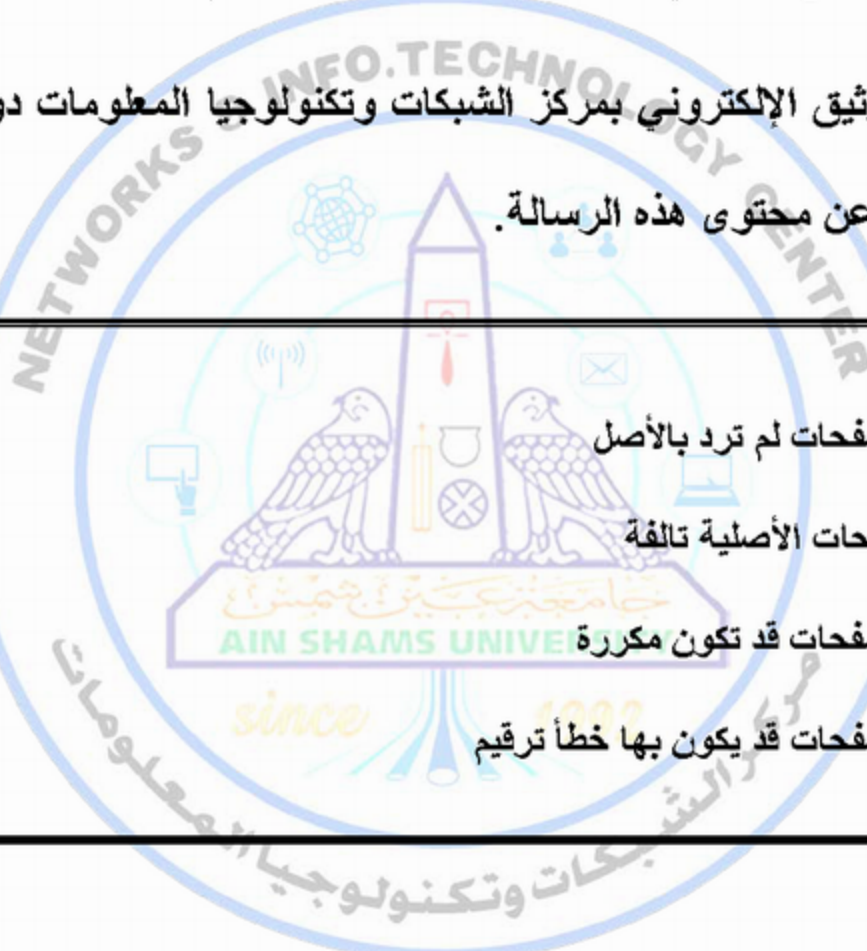 NETWORKS & INFO.TECHNOLOGY CENTER
ثيق الإلكتروني بمركز الشبكات وتكنولوجيا المعلومات دو
عن محتوى هذه الرسالة.
فحات لم ترد بالأصل
حات الأصلية تالفة
جامعة عين شمس
AIN SHAMS UNIVERSITY
فحات قد تكون مكررة
since 1992
فحات قد يكون بها خطأ ترقيم
مركز الشبكات وتكنولوجيا المعلومات